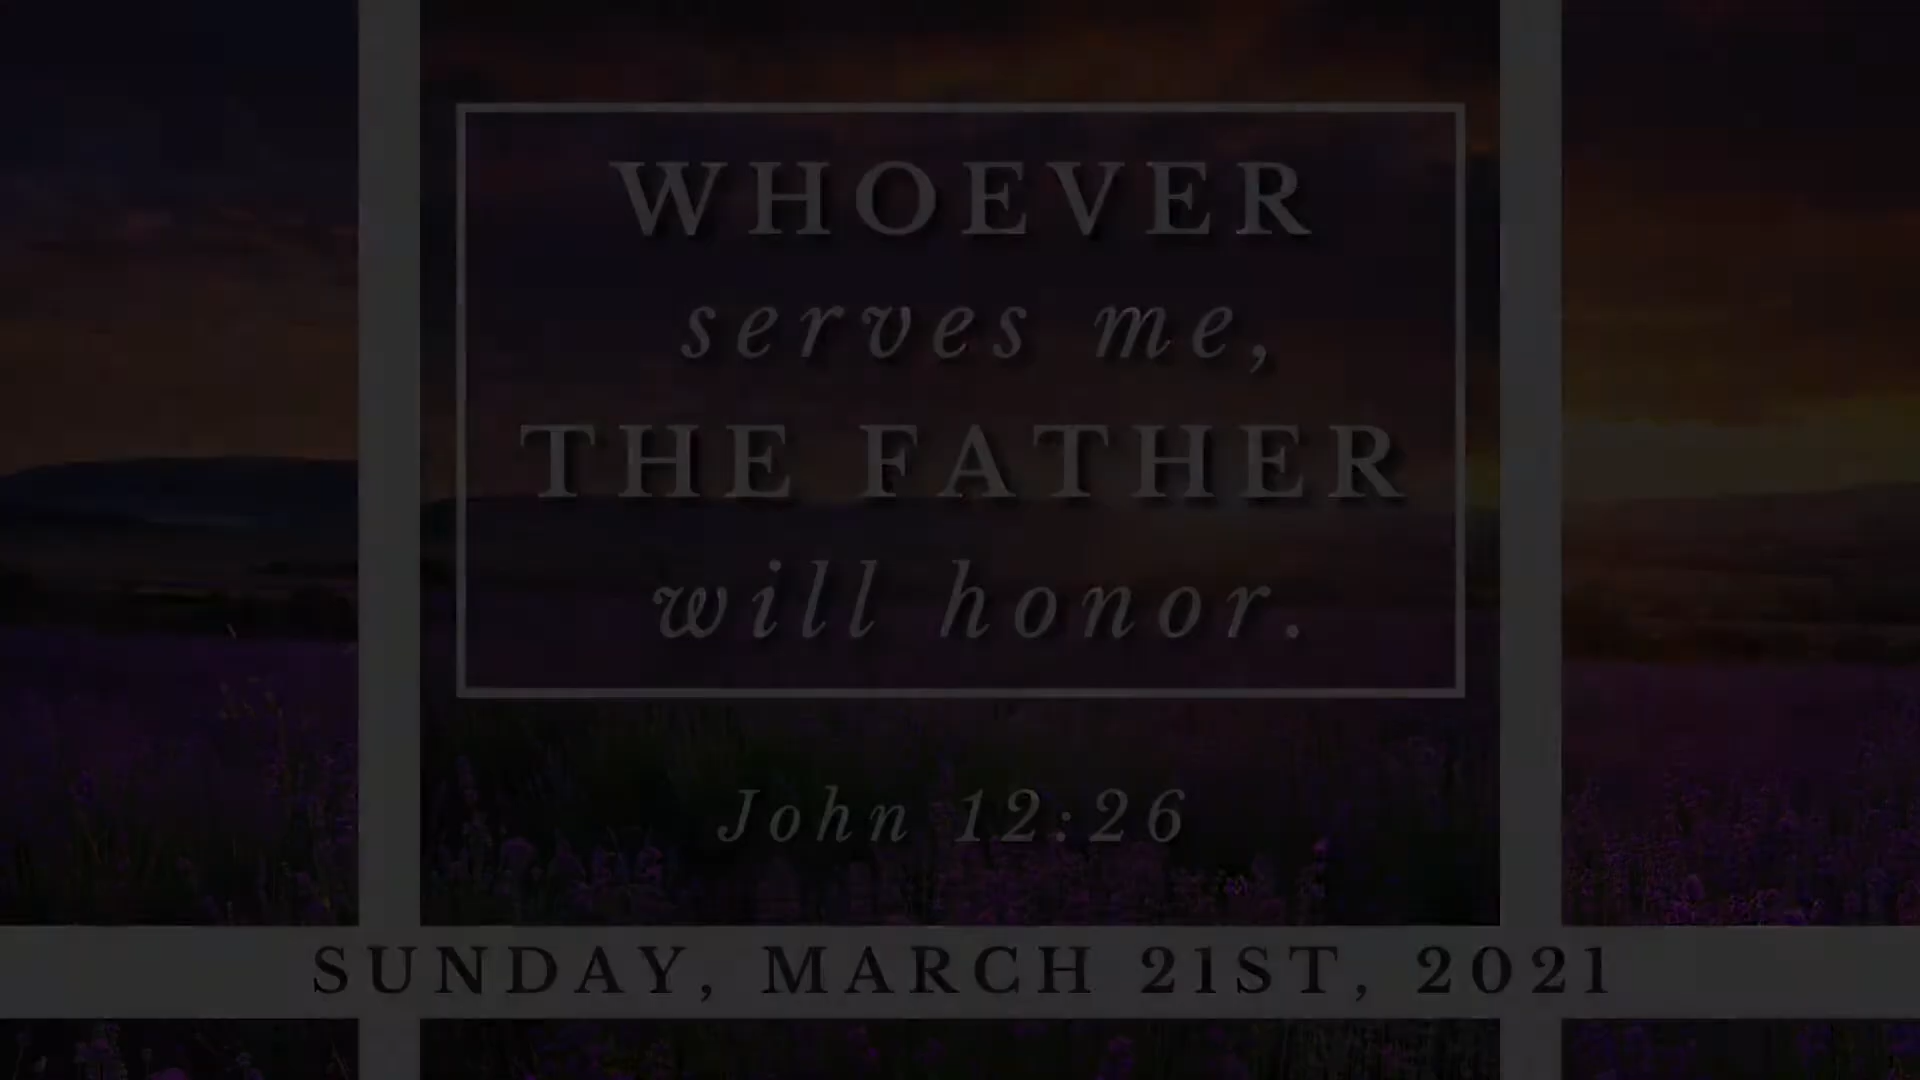 WHOEVER
serves me,
THE FATHER
will honor.
John 12:26
SUNDAY, MARCH 21ST, 2021